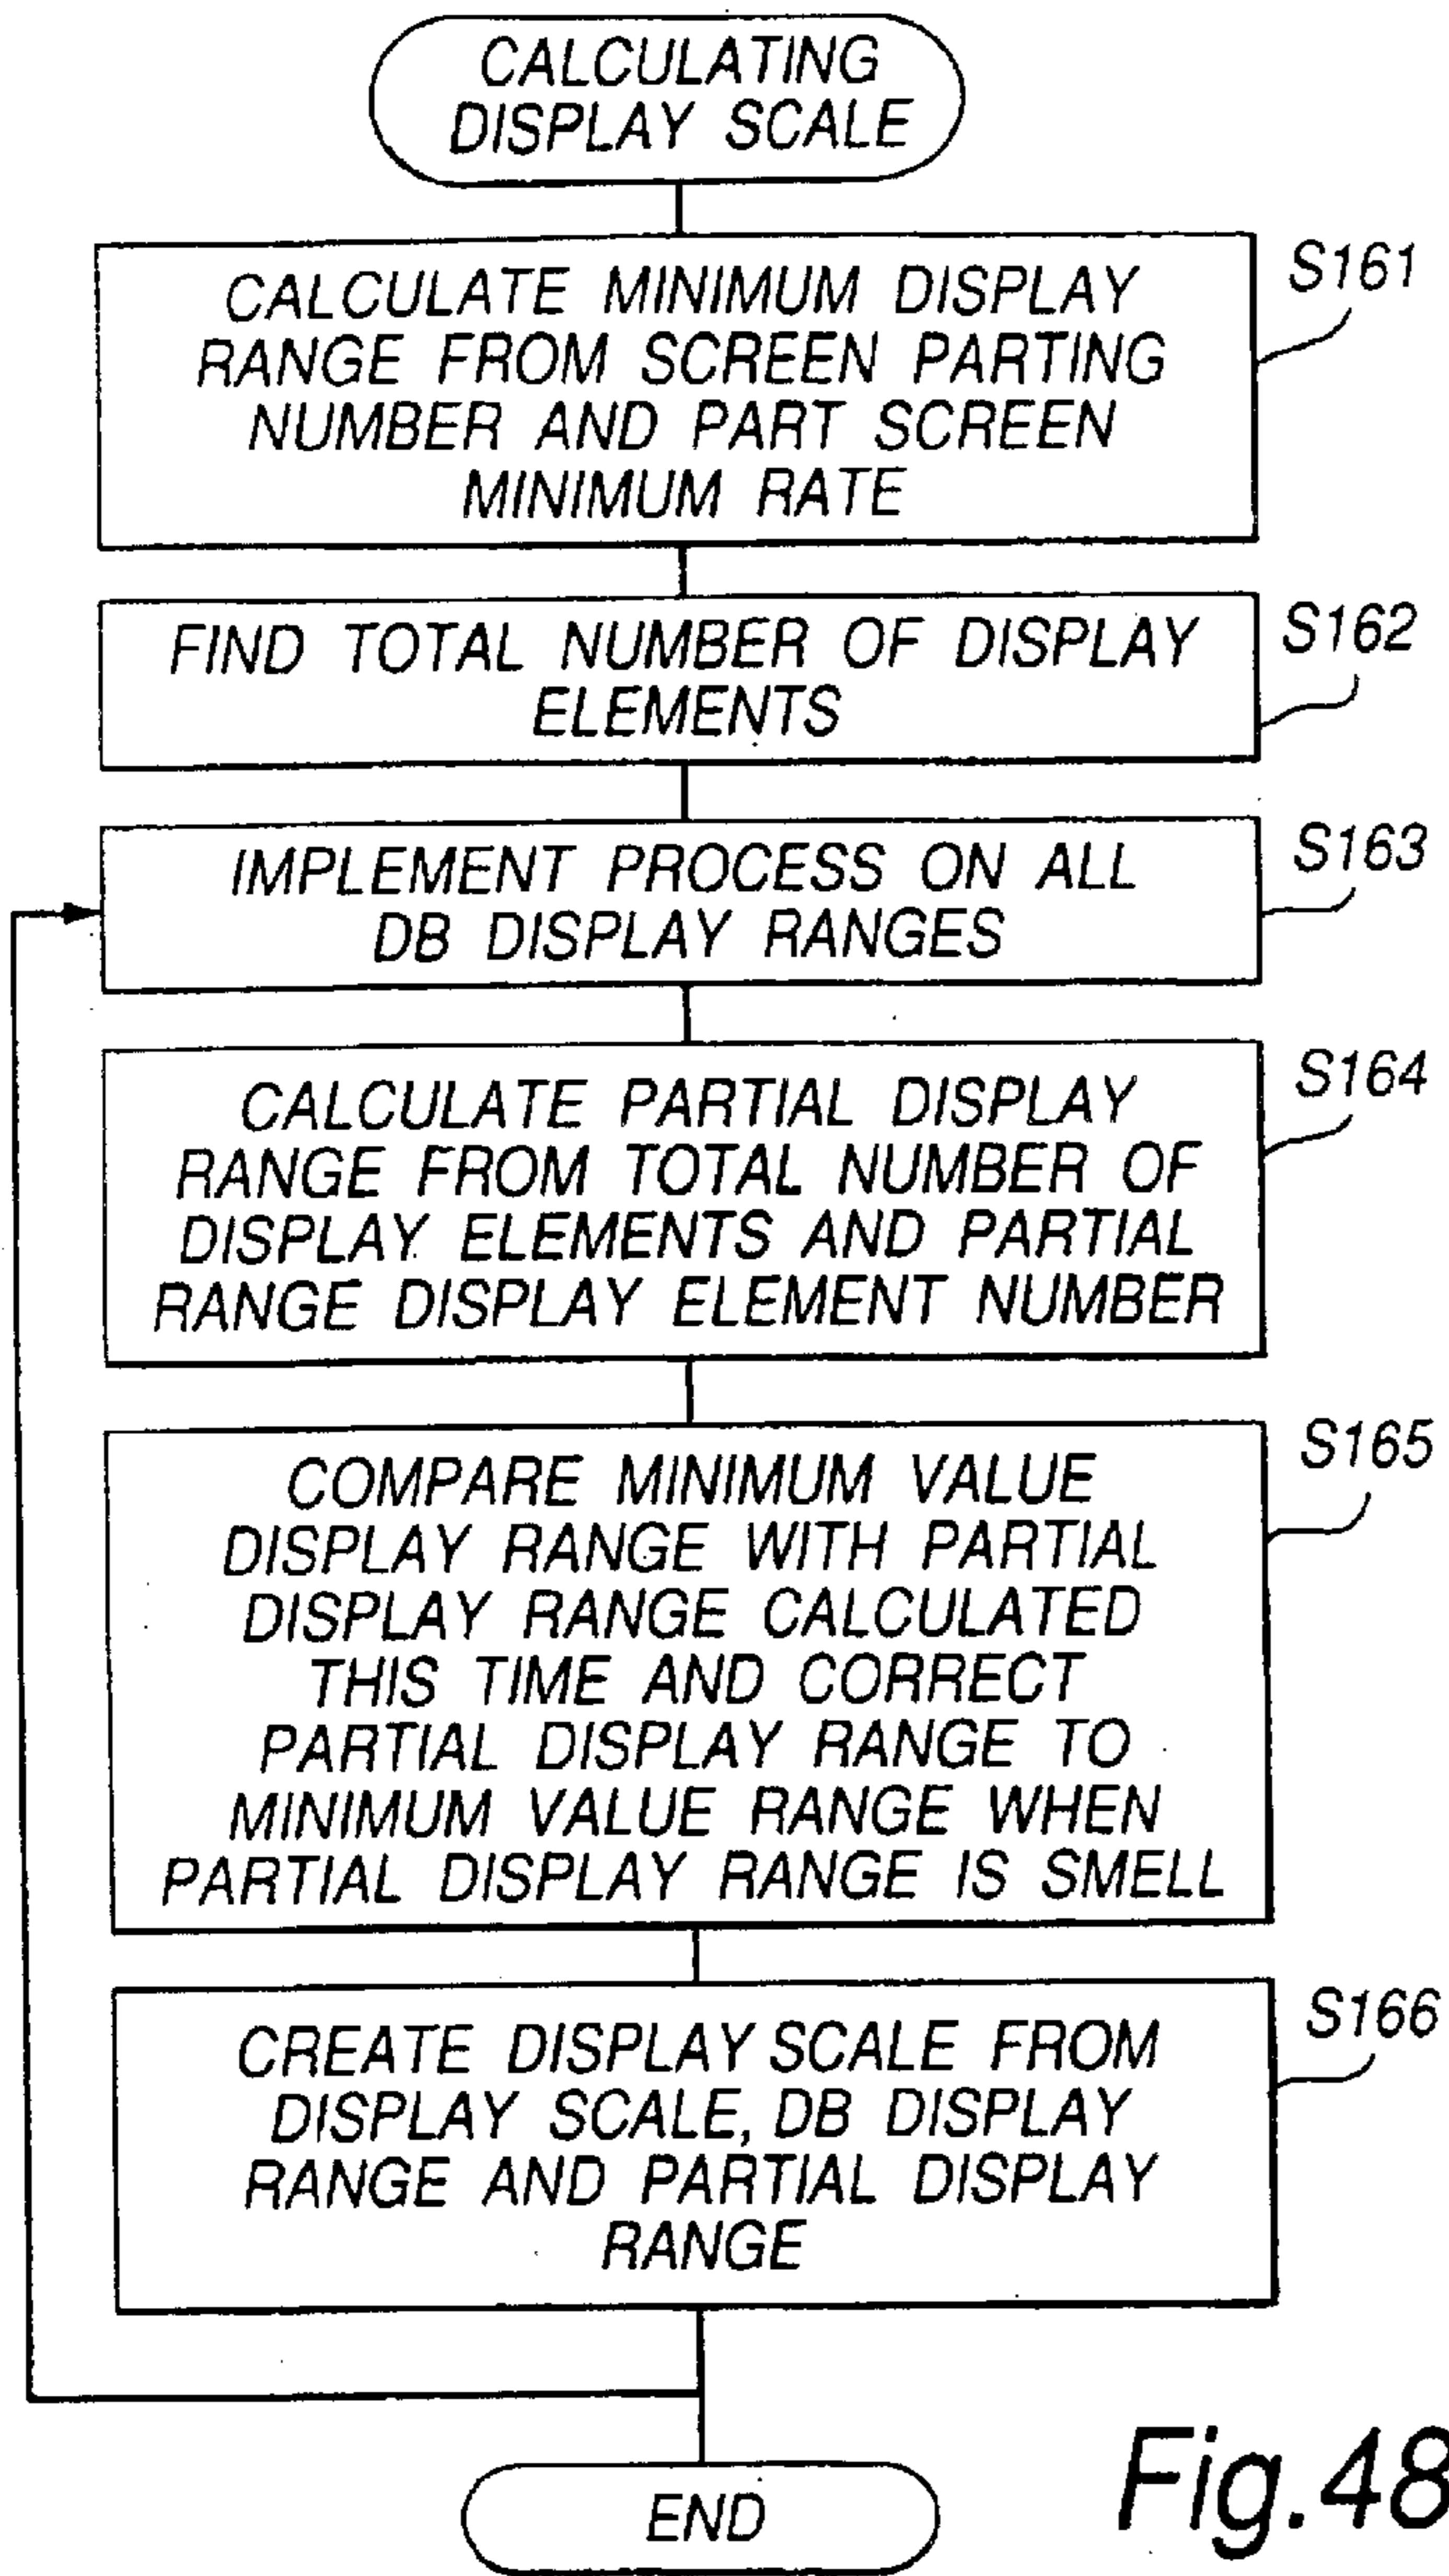 CALCULATING
DISPLAY SCALE
CALCULATE MINIMUM DISPLAY
RANGE FROM SCREEN PARTING
NUMBER AND PART SCREEN
MINIMUM RATE
S161
FIND TOTAL NUMBER OF DISPLAY
ELEMENTS
S162
IMPLEMENT PROCESS ON ALL
DB DISPLAY RANGES
S163
CALCULATE PARTIAL DISPLAY
RANGE FROM TOTAL NUMBER OF
DISPLAY ELEMENTS AND PARTIAL
RANGE DISPLAY ELEMENT NUMBER
S164
COMPARE MINIMUM VALUE
DISPLAY RANGE WITH PARTIAL
DISPLAY RANGE CALCULATED
THIS TIME AND CORRECT
PARTIAL DISPLAY RANGE TO
MINIMUM VALUE RANGE WHEN
PARTIAL DISPLAY RANGE IS SMELL
S165
CREATE DISPLAY SCALE FROM
DISPLAY SCALE, DB DISPLAY
RANGE AND PARTIAL DISPLAY
RANGE
S166
END
Fig.48